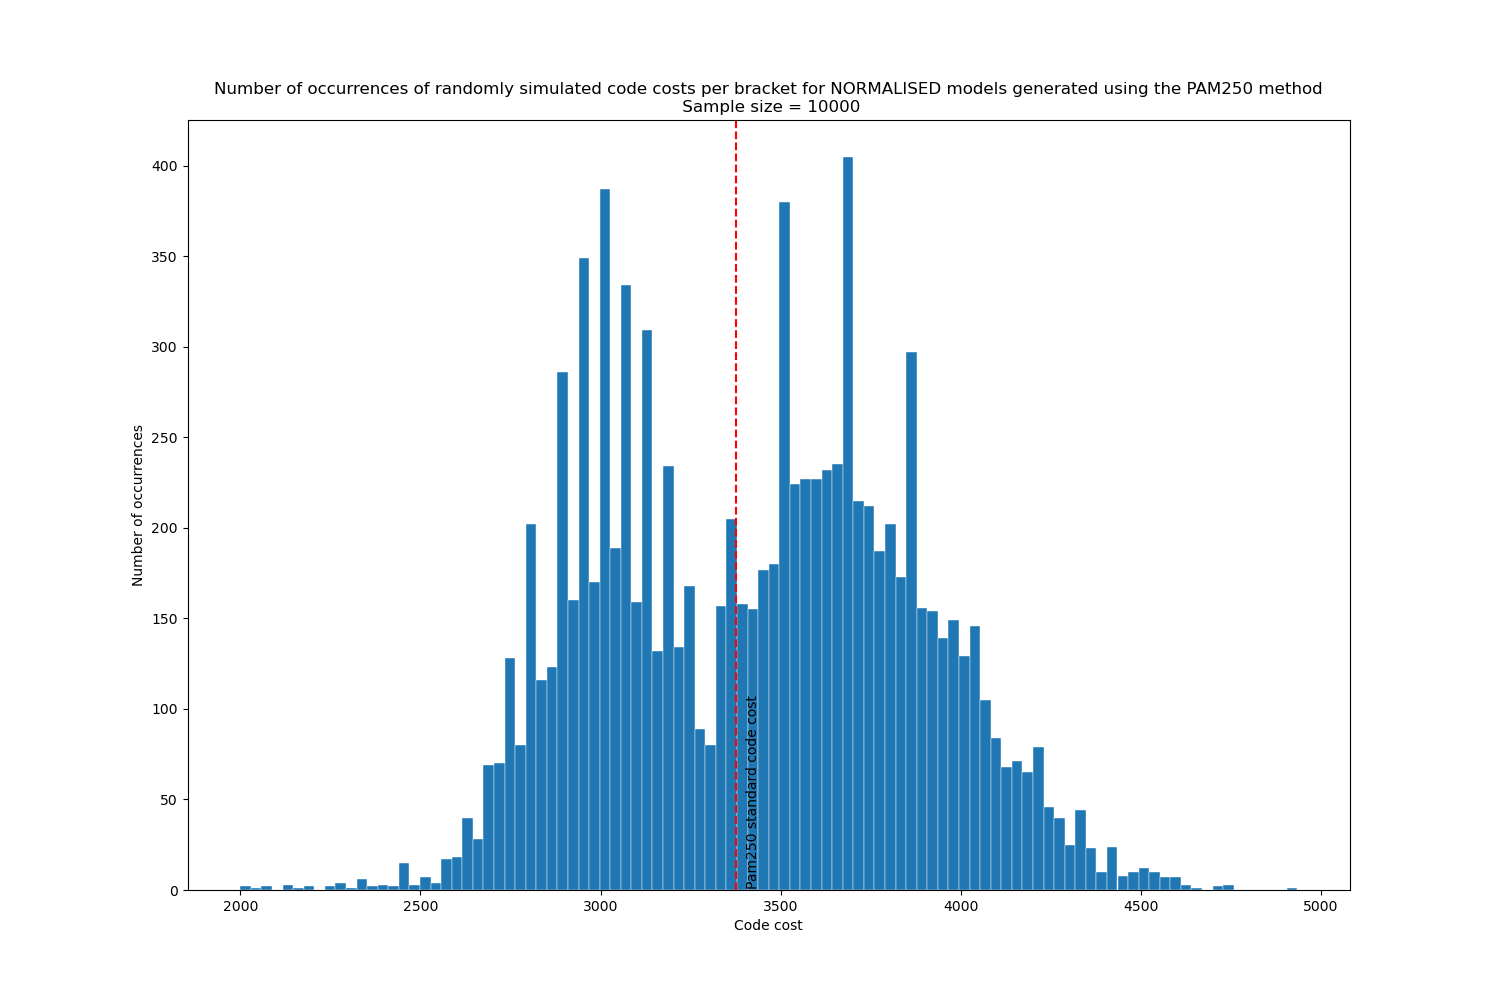 Number of occurrences of randomly simulated code costs per bracket for NORMALISED models generated using the PAM250 method
Sample size = 10000
Number of occurrences
400
350
300
250
200
150
100
50
0
Pam250 standard code cost
2000 2500 3000 3500 4000 4500 5000
Code cost